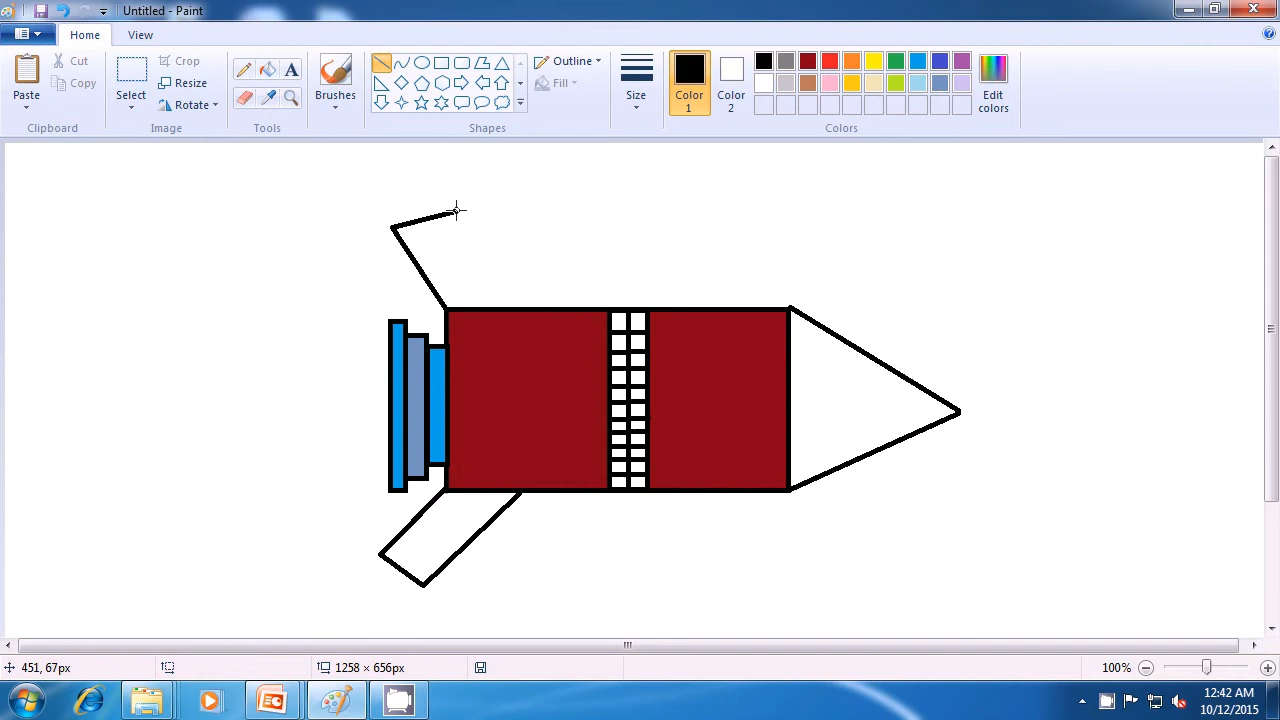 Untitled - Paint
Home View
Paste Cut Copy
Clipboard
Select Crop Resize Rotate
Image
A
Tools
Brushes
Outline Fill
Shapes
Size
Color 1 Color 2
Edit colors
Colors
451, 67px 1258 × 656px 100%
12:42 AM
10/12/2015